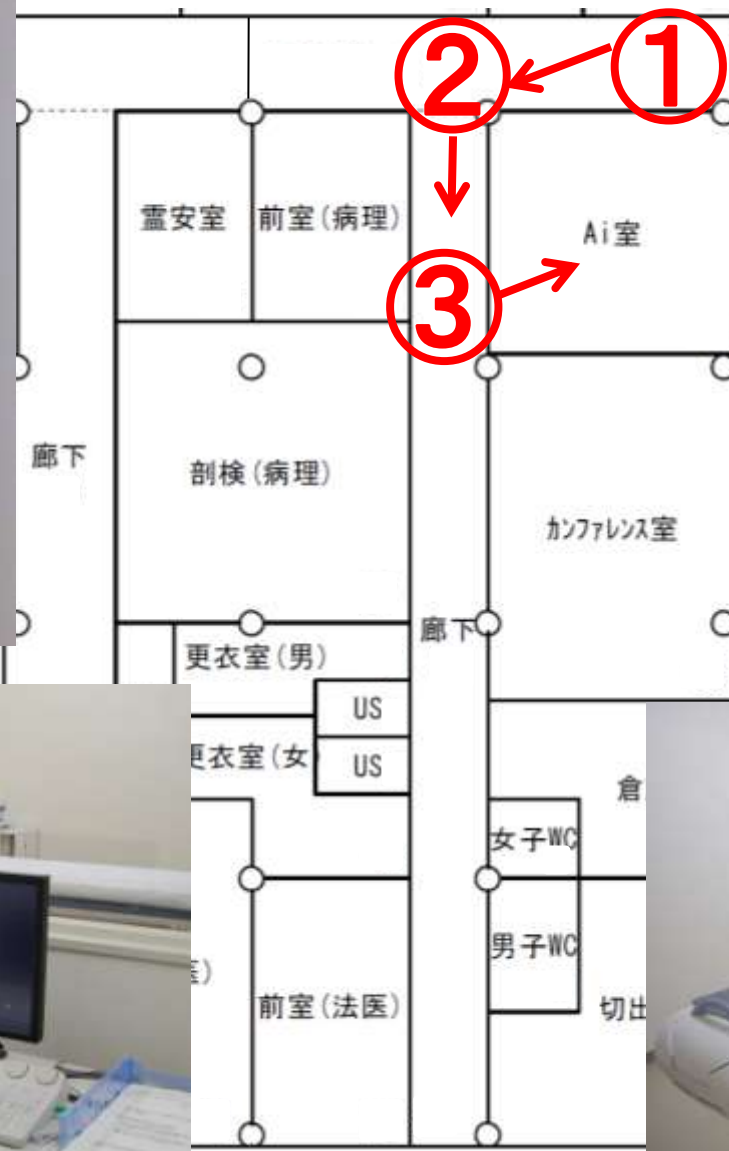 ②
①
霊安室
前室(病理)
Ai室
③
廊下
剖検(病理)
カンファレンス室
廊下
更衣室(男)
US
更衣室(女
US
倉
女子WC
男子WC
前室(法医)
切出